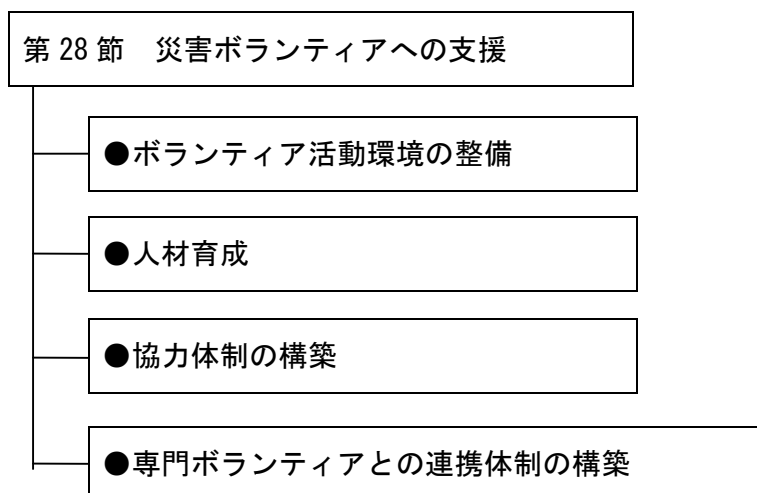 第 28 節　災害ボランティアへの支援
●ボランティア活動環境の整備
●人材育成
●協力体制の構築
●専門ボランティアとの連携体制の構築